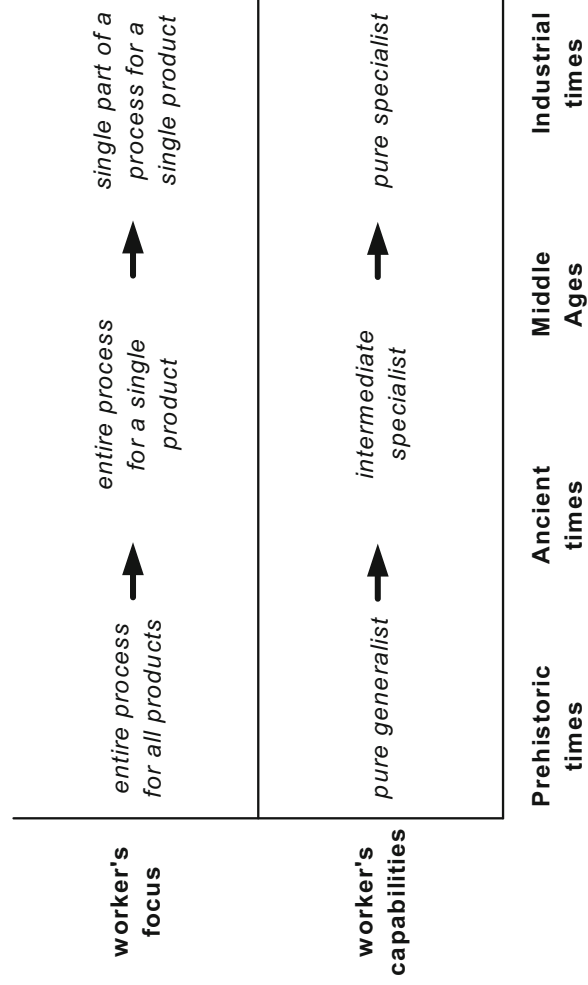 worker's
focus
entire process
for all products
entire process
for a single
product
single part of a
process for a
single product
worker's
capabilities
pure generalist
intermediate
specialist
pure specialist
Prehistoric
times
Ancient
times
Middle
Ages
Industrial
times